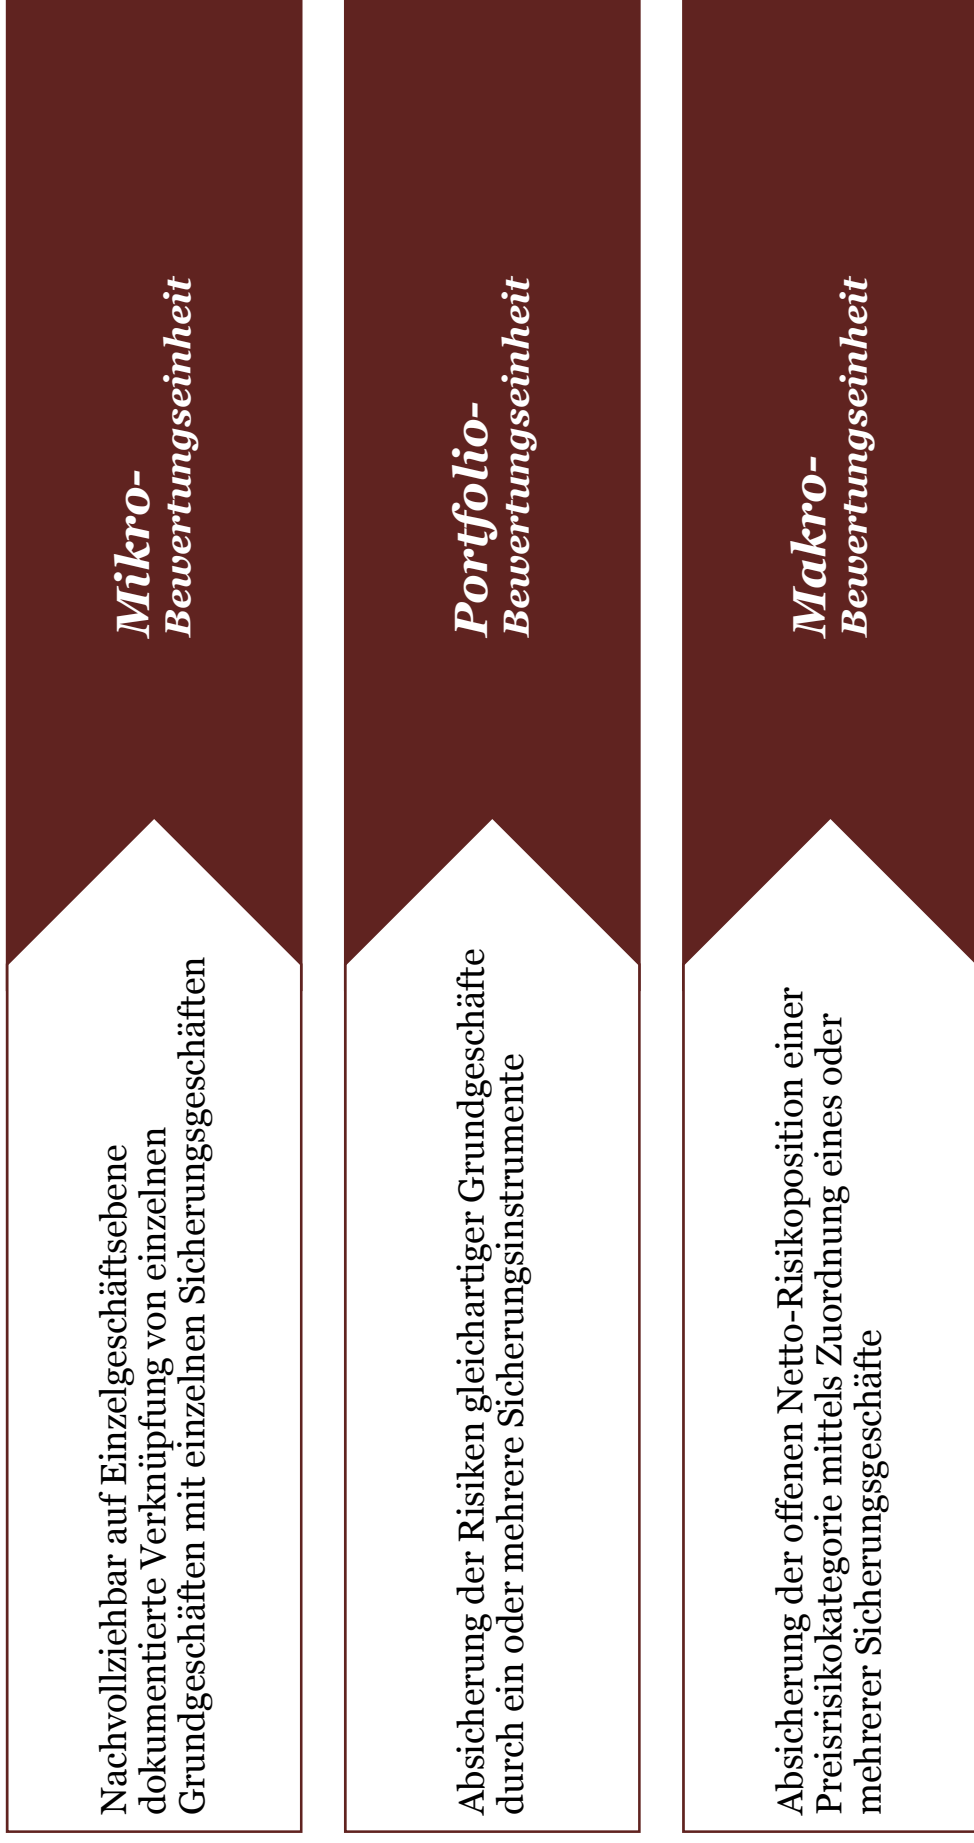 Nachvollziehbar auf Einzelgeschäftsebene
dokumentierte Verknüpfung von einzelnen
Grundgeschäften mit einzelnen Sicherungsgeschäften
Mikro-
Bewertungseinheit
Absicherung der Risiken gleichartiger Grundgeschäfte
durch ein oder mehrere Sicherungsinstrumente
Portfolio-
Bewertungseinheit
Absicherung der offenen Netto-Risikoposition einer
Preisrisikokategorie mittels Zuordnung eines oder
mehrerer Sicherungsgeschäfte
Makro-
Bewertungseinheit